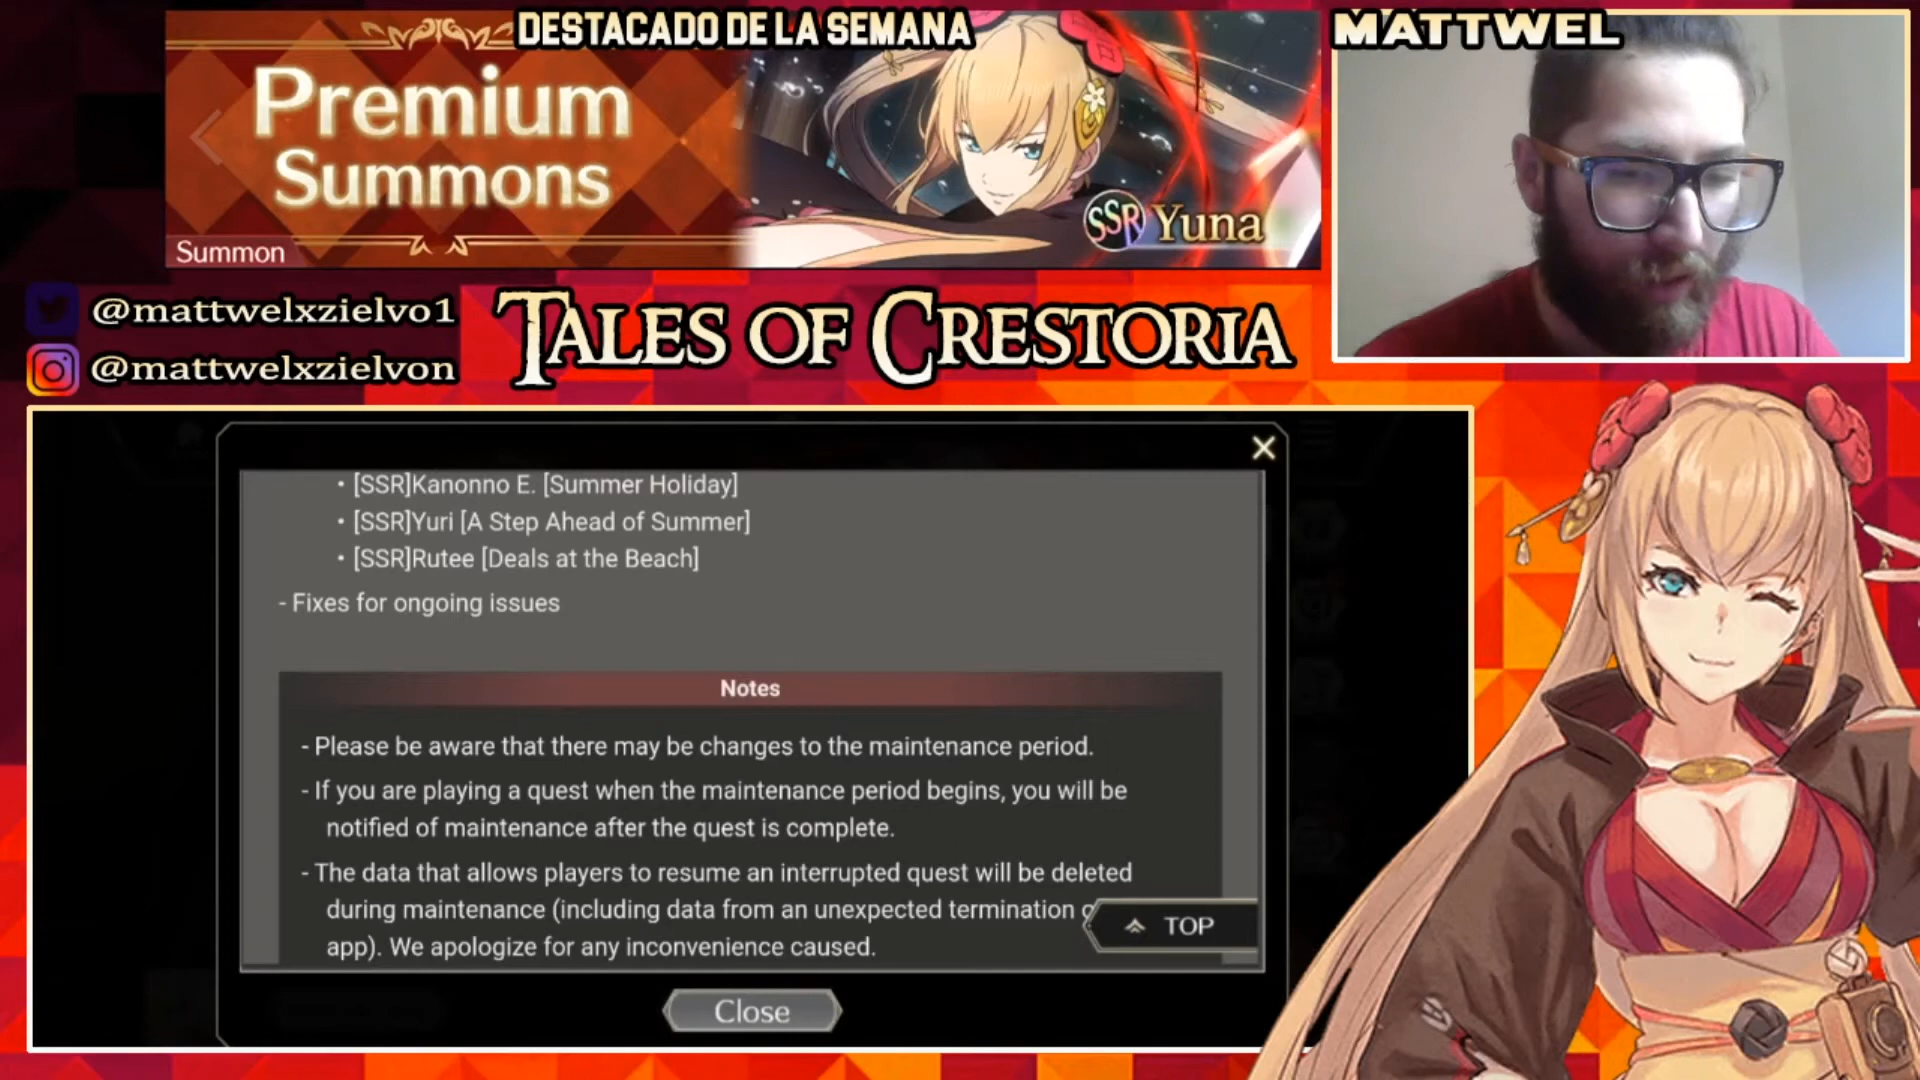 DESTACADO DE LA SEMANA
MATTWEL
Premium
Summons
SSR Yuna
Summon
@mattwelxzielvo1
@mattwelxzielvon
TALES OF CRESTORIA
• [SSR]Kanonno E. [Summer Holiday]
• [SSR]Yuri [A Step Ahead of Summer]
• [SSR]Rutee [Deals at the Beach]
- Fixes for ongoing issues
Notes
- Please be aware that there may be changes to the maintenance period.
- If you are playing a quest when the maintenance period begins, you will be
notified of maintenance after the quest is complete.
- The data that allows players to resume an interrupted quest will be deleted
during maintenance (including data from an unexpected termination
app). We apologize for any inconvenience caused.
TOP
Close